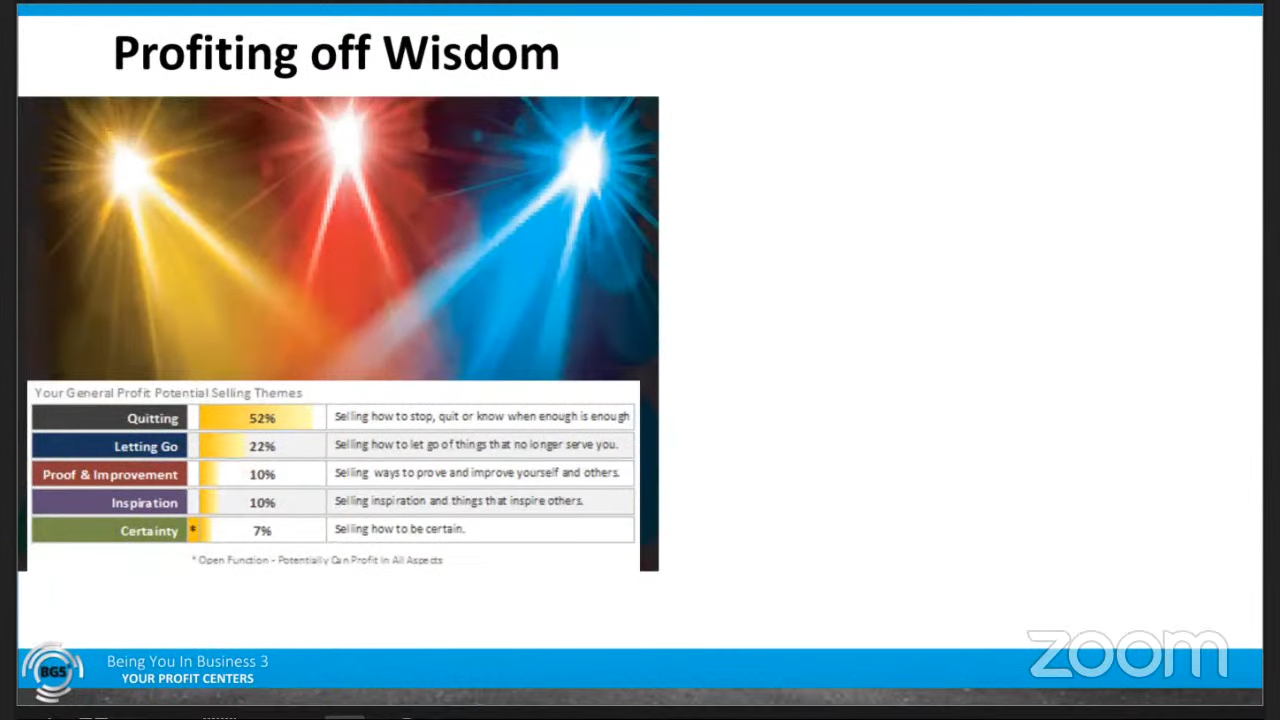 Profiting off Wisdom
Your General Profit Potential Selling Themes
Quitting 52% Selling how to stop, quit or know when enough is enough
Letting Go 22% Selling how to let go of things that no longer serve you.
Proof & Improvement 10% Selling ways to prove and improve yourself and others.
Inspiration 10% Selling inspiration and things that inspire others.
Certainty * 7% Selling how to be certain.
* Open Function - Potentially Can Profit In All Aspects
BG5
Being You In Business 3
YOUR PROFIT CENTERS
zoom